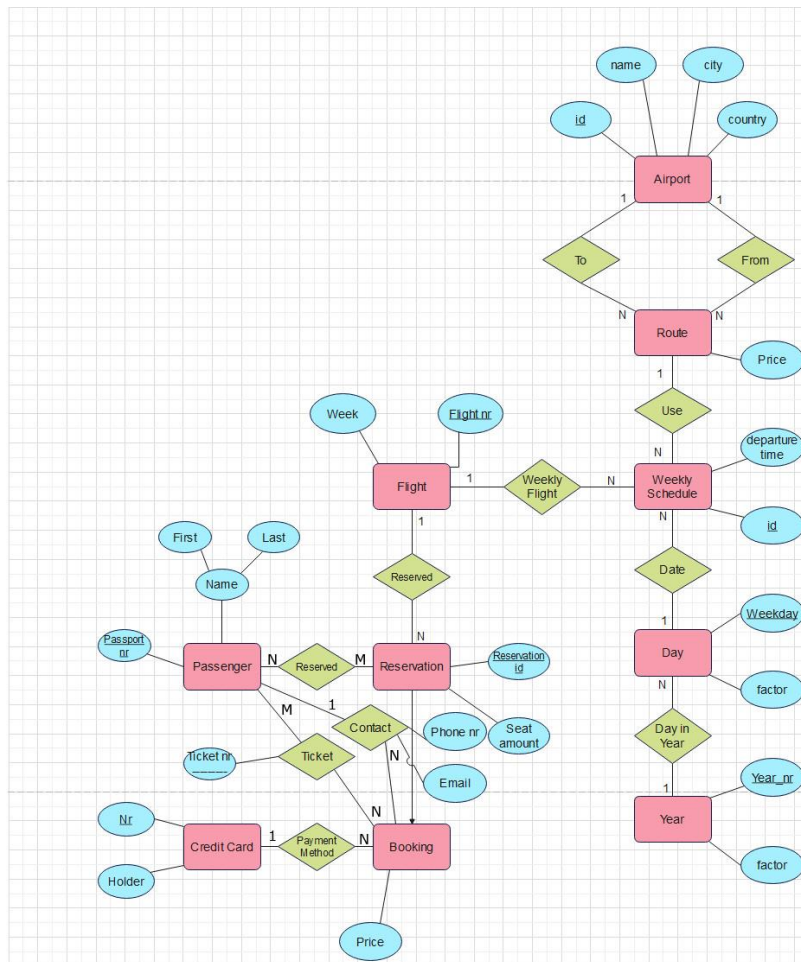 name
city
id
country
Airport
1
1
To
From
N
N
Route
Price
1
Use
N
departure
time
Week
Flight nr
Flight
1
Weekly
Flight
N
Weekly
Schedule
id
N
1
First
Last
Name
Reserved
Date
N
1
Passport
nr
Passenger
N
Reserved
M
Reservation
Reservation
id
Weekday
Day
factor
N
M
1
Contact
Phone nr
Seat
amount
Day in
Year
Ticket nr
_____
Ticket
N
Email
Year_nr
1
N
Nr
Credit Card
1
Payment
Method
N
Booking
Year
Holder
factor
Price